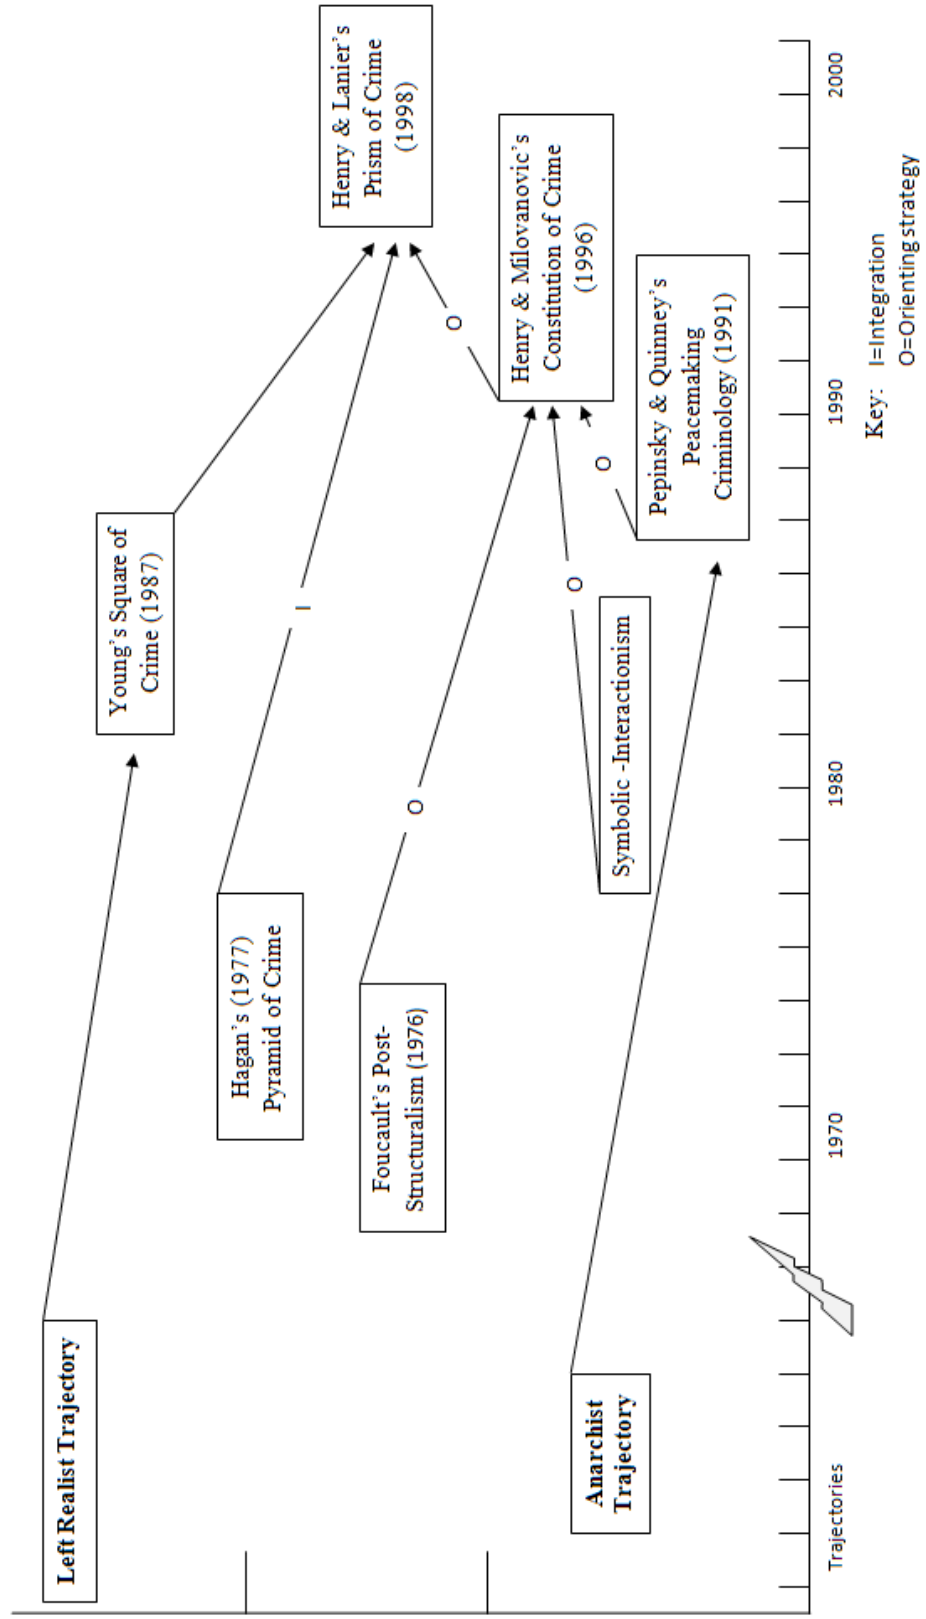 Left Realist Trajectory
Young's Square of
Crime (1987)
Hagan's (1977)
Pyramid of Crime
I
Henry & Lanier's
Prism of Crime
(1998)
Foucault's Post-
Structuralism (1976)
O
O
Henry & Milovanovic's
Constitution of Crime
(1996)
Anarchist
Trajectory
Symbolic -Interactionism
O
O
Pepinsky & Quinney's
Peacemaking
Criminology (1991)
Trajectories
1970
1980
1990
2000
Key: I=Integration
O=Orienting strategy